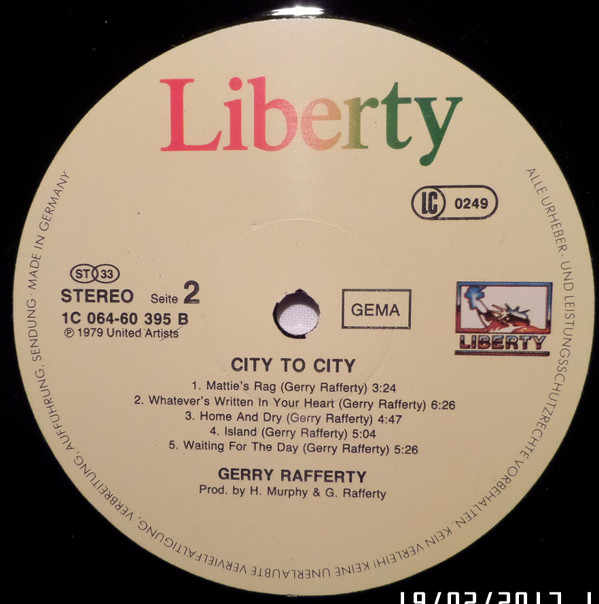 Liberty
LC 0249
ST 33
STEREO Seite 2
1C 064-60 395 B
℗ 1979 United Artists
GEMA
LIBERTY
CITY TO CITY
1. Mattie's Rag (Gerry Rafferty) 3:24
2. Whatever's Written In Your Heart (Gerry Rafferty) 6:26
3. Home And Dry (Gerry Rafferty) 4:47
4. Island (Gerry Rafferty) 5:04
5. Waiting For The Day (Gerry Rafferty) 5:26
GERRY RAFFERTY
Prod. by H. Murphy & G. Rafferty
ALLE URHEBER- UND LEISTUNGSSCHUTZRECHTE VORBEHALTEN. KEIN VERLEIH! KEINE UNERLAUBTE VERVIELFÄLTIGUNG, VERBREITUNG, AUFFÜHRUNG, SENDUNG · MADE IN GERMANY